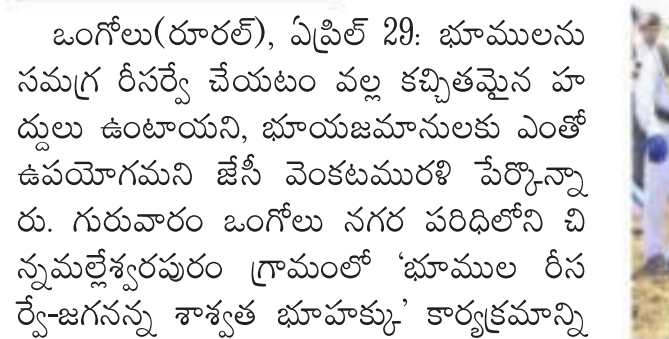 ఒంగోలు(రూరల్), ఏప్రిల్ 29: భూములను
సమగ్ర రీసర్వే చేయటం వల్ల కచ్చితమైన హ
ద్దులు ఉంటాయని, భూయజమానులకు ఎంతో
ఉపయోగమని జేసీ వెంకటమురళి పేర్కొన్నా
రు. గురువారం ఒంగోలు నగర పరిధిలోని చి
న్నమల్లేశ్వరపురం గ్రామంలో ‘భూముల రీస
ర్వే-జగనన్న శాశ్వత భూహక్కు’ కార్యక్రమాన్ని